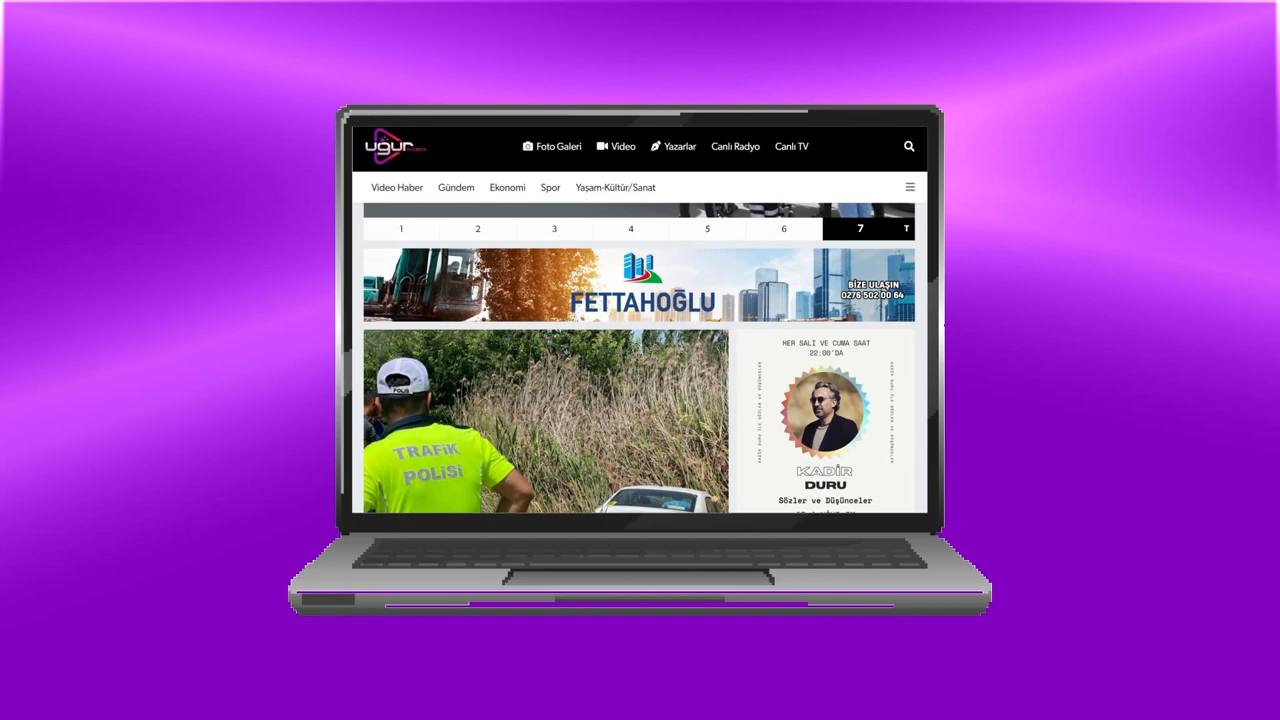 uğur
Foto Galeri
Video
Yazarlar
Canlı Radyo
Canlı TV
Video Haber
Gündem
Ekonomi
Spor
Yaşam-Kültür/Sanat
1
2
3
4
5
6
7
T
FETTAHOĞLU
BİZE ULAŞIN
0276 502 00 64
POLİS
TRAFİK
POLİSİ
HER SALI VE CUMA SAAT
22:00'DA
KADİR
DURU
Sözler ve Düşünceler